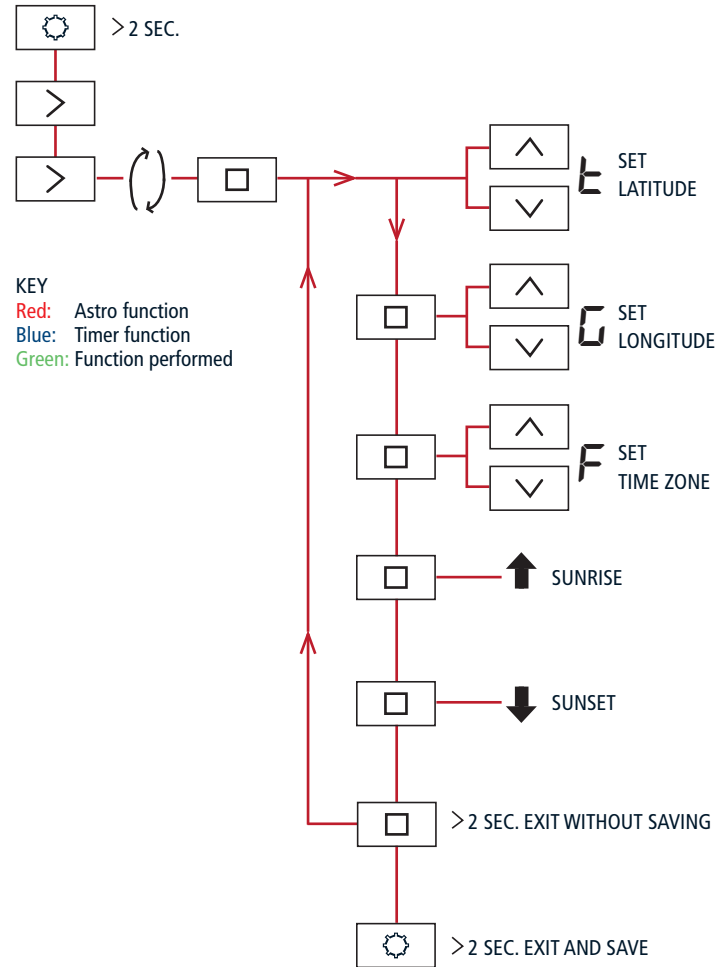 > 2 SEC.
t SET
LATITUDE
KEY
Red: Astro function
Blue: Timer function
Green: Function performed
G SET
LONGITUDE
F SET
TIME ZONE
SUNRISE
SUNSET
> 2 SEC. EXIT WITHOUT SAVING
> 2 SEC. EXIT AND SAVE